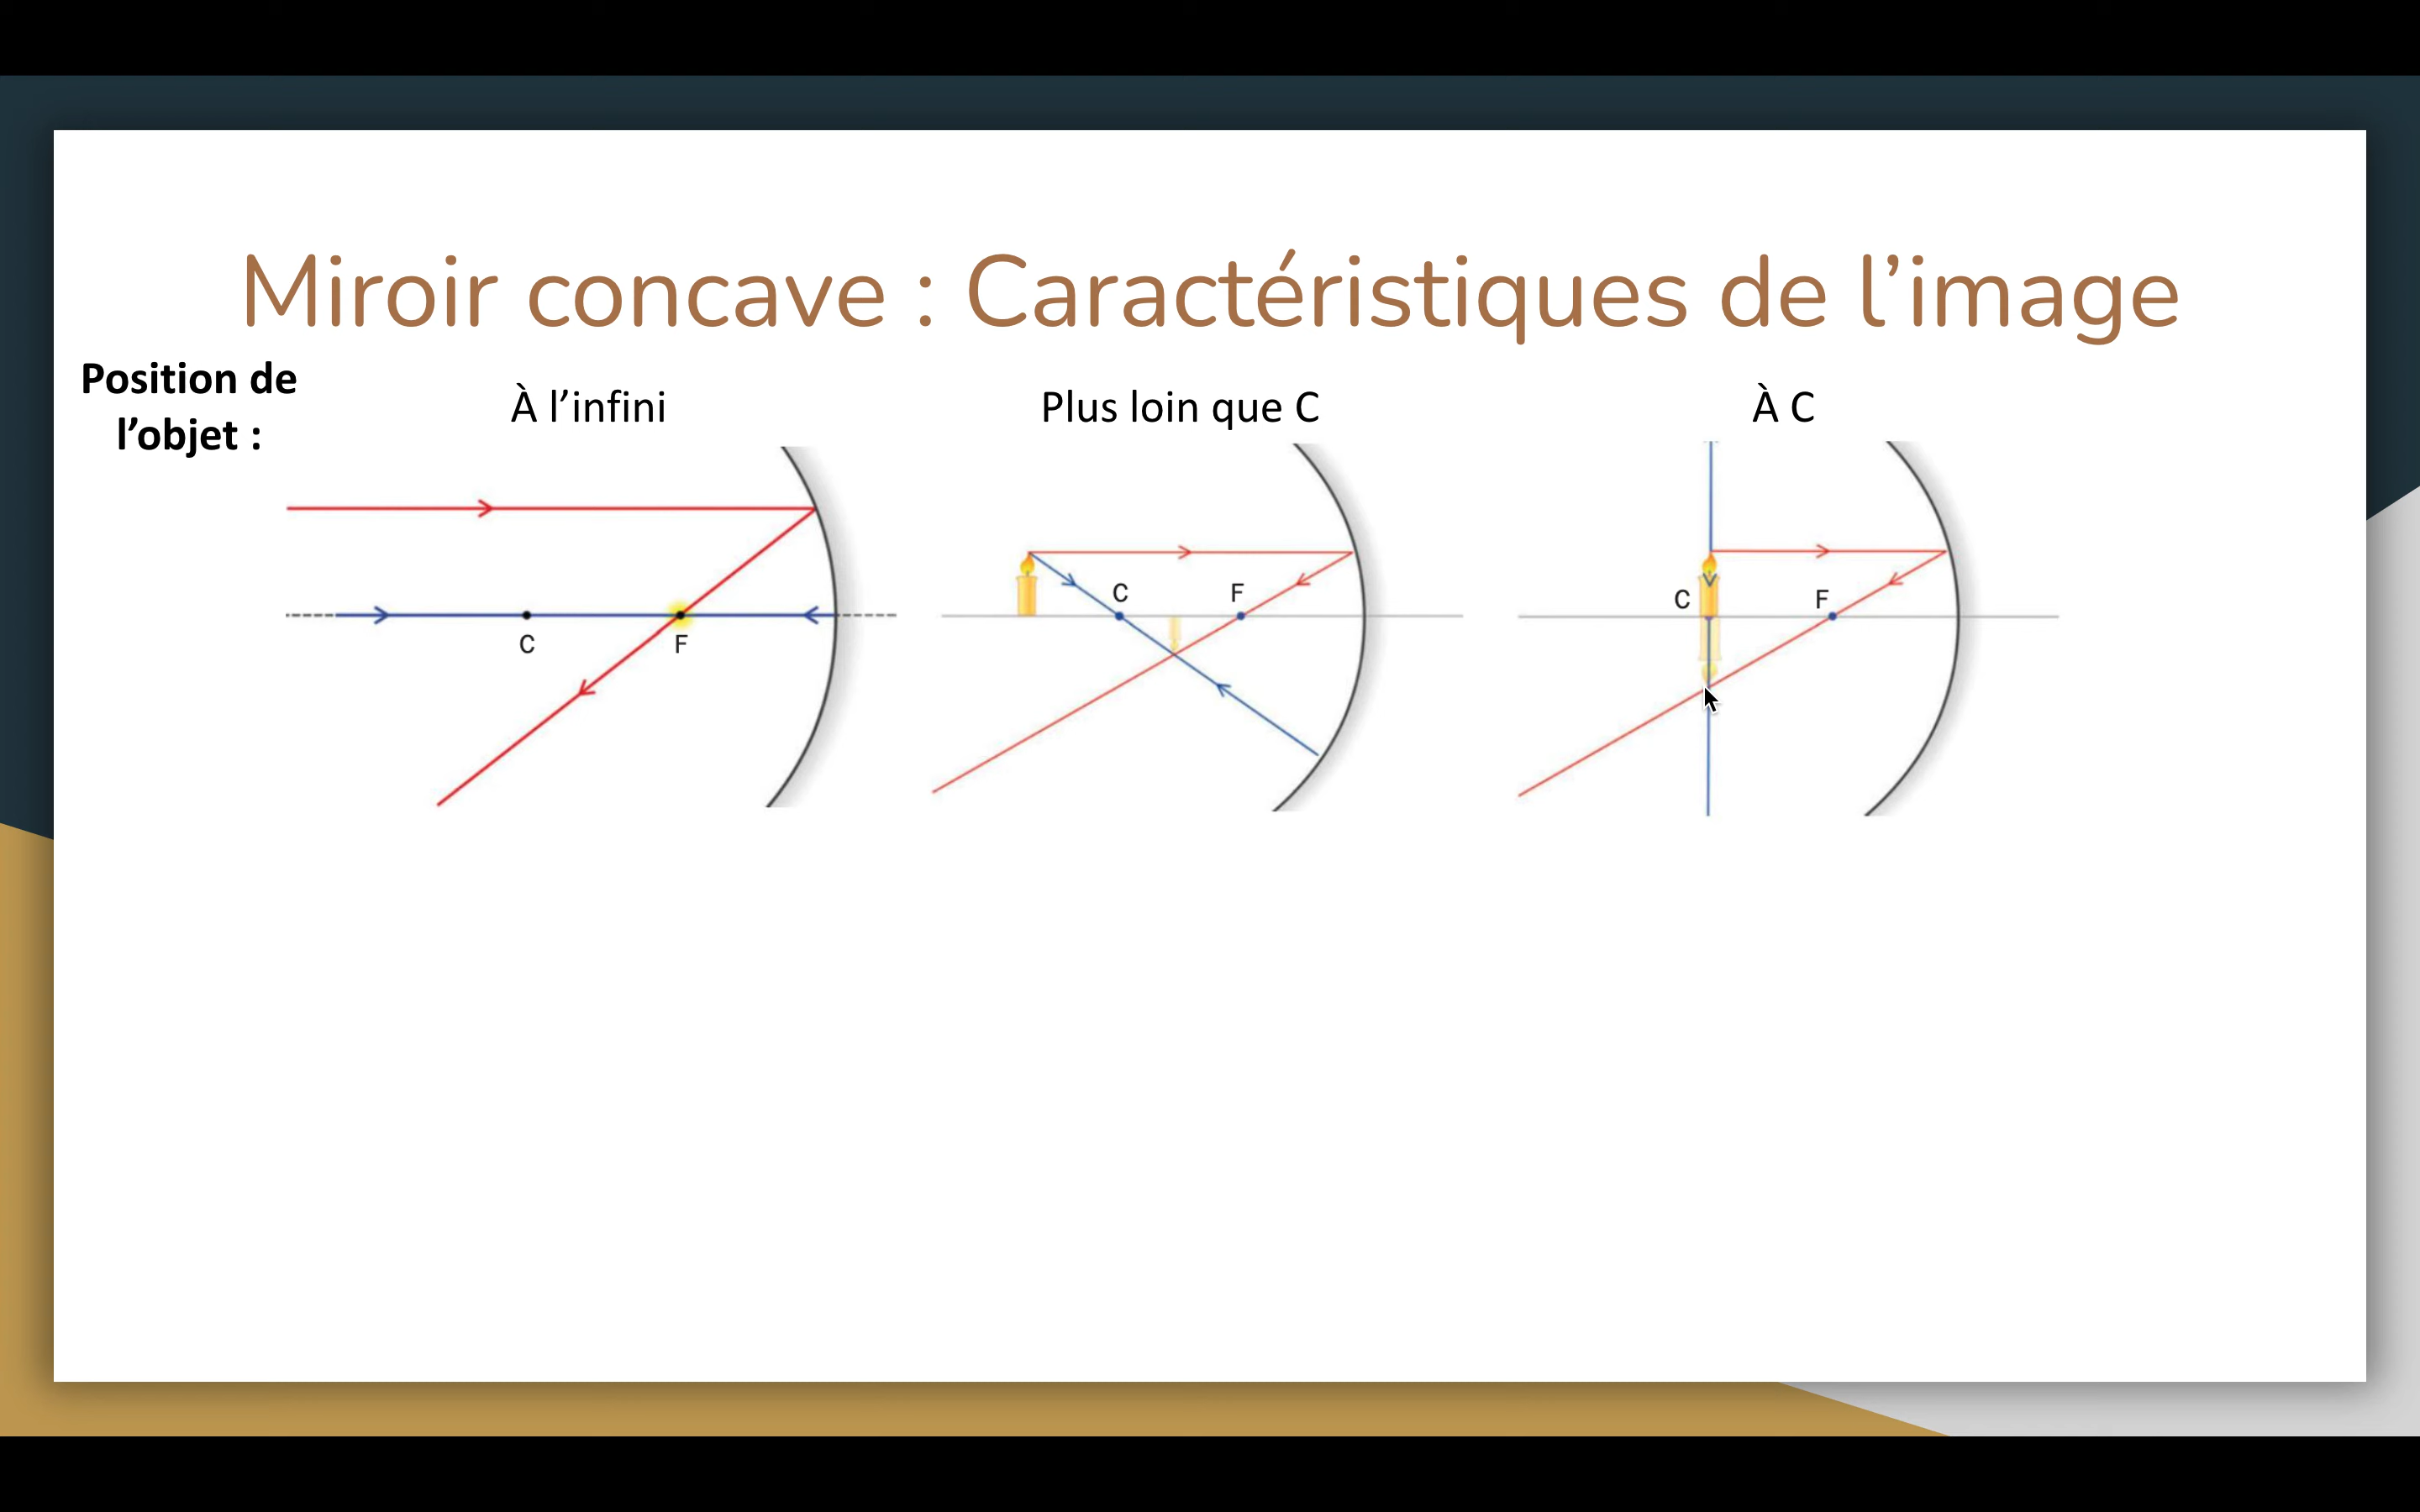 Miroir concave : Caractéristiques de l’image
Position de
l’objet :
À l’infini
Plus loin que C
À C
C
F
C
F
C
F